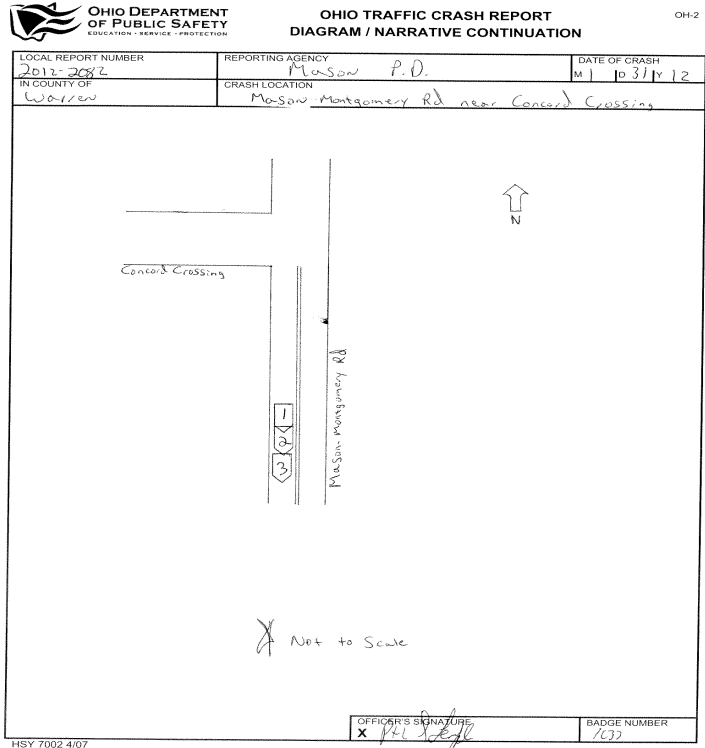 OHIO DEPARTMENT
OF PUBLIC SAFETY
EDUCATION • SERVICE • PROTECTION
OHIO TRAFFIC CRASH REPORT
DIAGRAM / NARRATIVE CONTINUATION
OH-2
LOCAL REPORT NUMBER
2012-2082
REPORTING AGENCY
Mason P.D.
DATE OF CRASH
M 1 D 31 Y 12
IN COUNTY OF
Warren
CRASH LOCATION
Mason Montgomery Rd near Concord Crossing
N
Concord Crossing
Mason-Montgomery Rd
1
2
3
Not to Scale
OFFICER'S SIGNATURE
X Ptl
BADGE NUMBER
HSY 7002 4/07